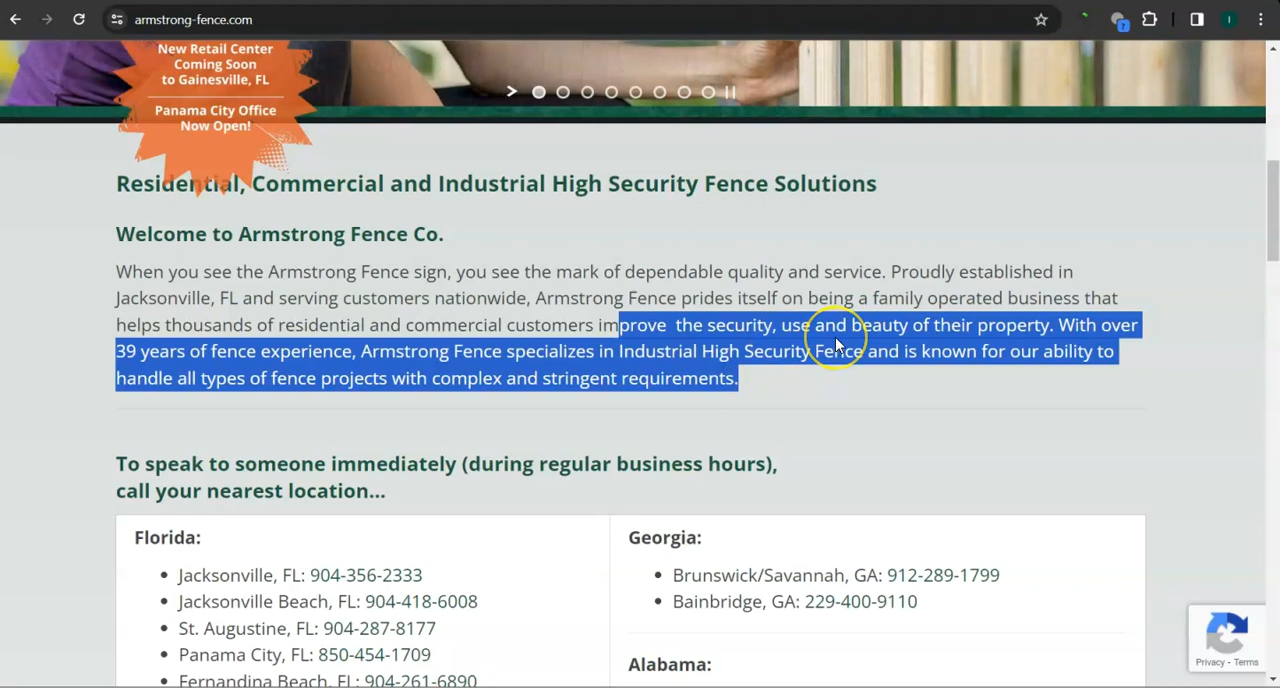 armstrong-fence.com
New Retail Center
Coming Soon
to Gainesville, FL
Panama City Office
Now Open!
Residential, Commercial and Industrial High Security Fence Solutions
Welcome to Armstrong Fence Co.
When you see the Armstrong Fence sign, you see the mark of dependable quality and service. Proudly established in
Jacksonville, FL and serving customers nationwide, Armstrong Fence prides itself on being a family operated business that
helps thousands of residential and commercial customers improve the security, use and beauty of their property. With over
39 years of fence experience, Armstrong Fence specializes in Industrial High Security Fence and is known for our ability to
handle all types of fence projects with complex and stringent requirements.
To speak to someone immediately (during regular business hours),
call your nearest location...
Florida:
Jacksonville, FL: 904-356-2333
Jacksonville Beach, FL: 904-418-6008
St. Augustine, FL: 904-287-8177
Panama City, FL: 850-454-1709
Fernandina Beach, FL: 904-261-6890
Georgia:
Brunswick/Savannah, GA: 912-289-1799
Bainbridge, GA: 229-400-9110
Alabama:
Privacy - Terms